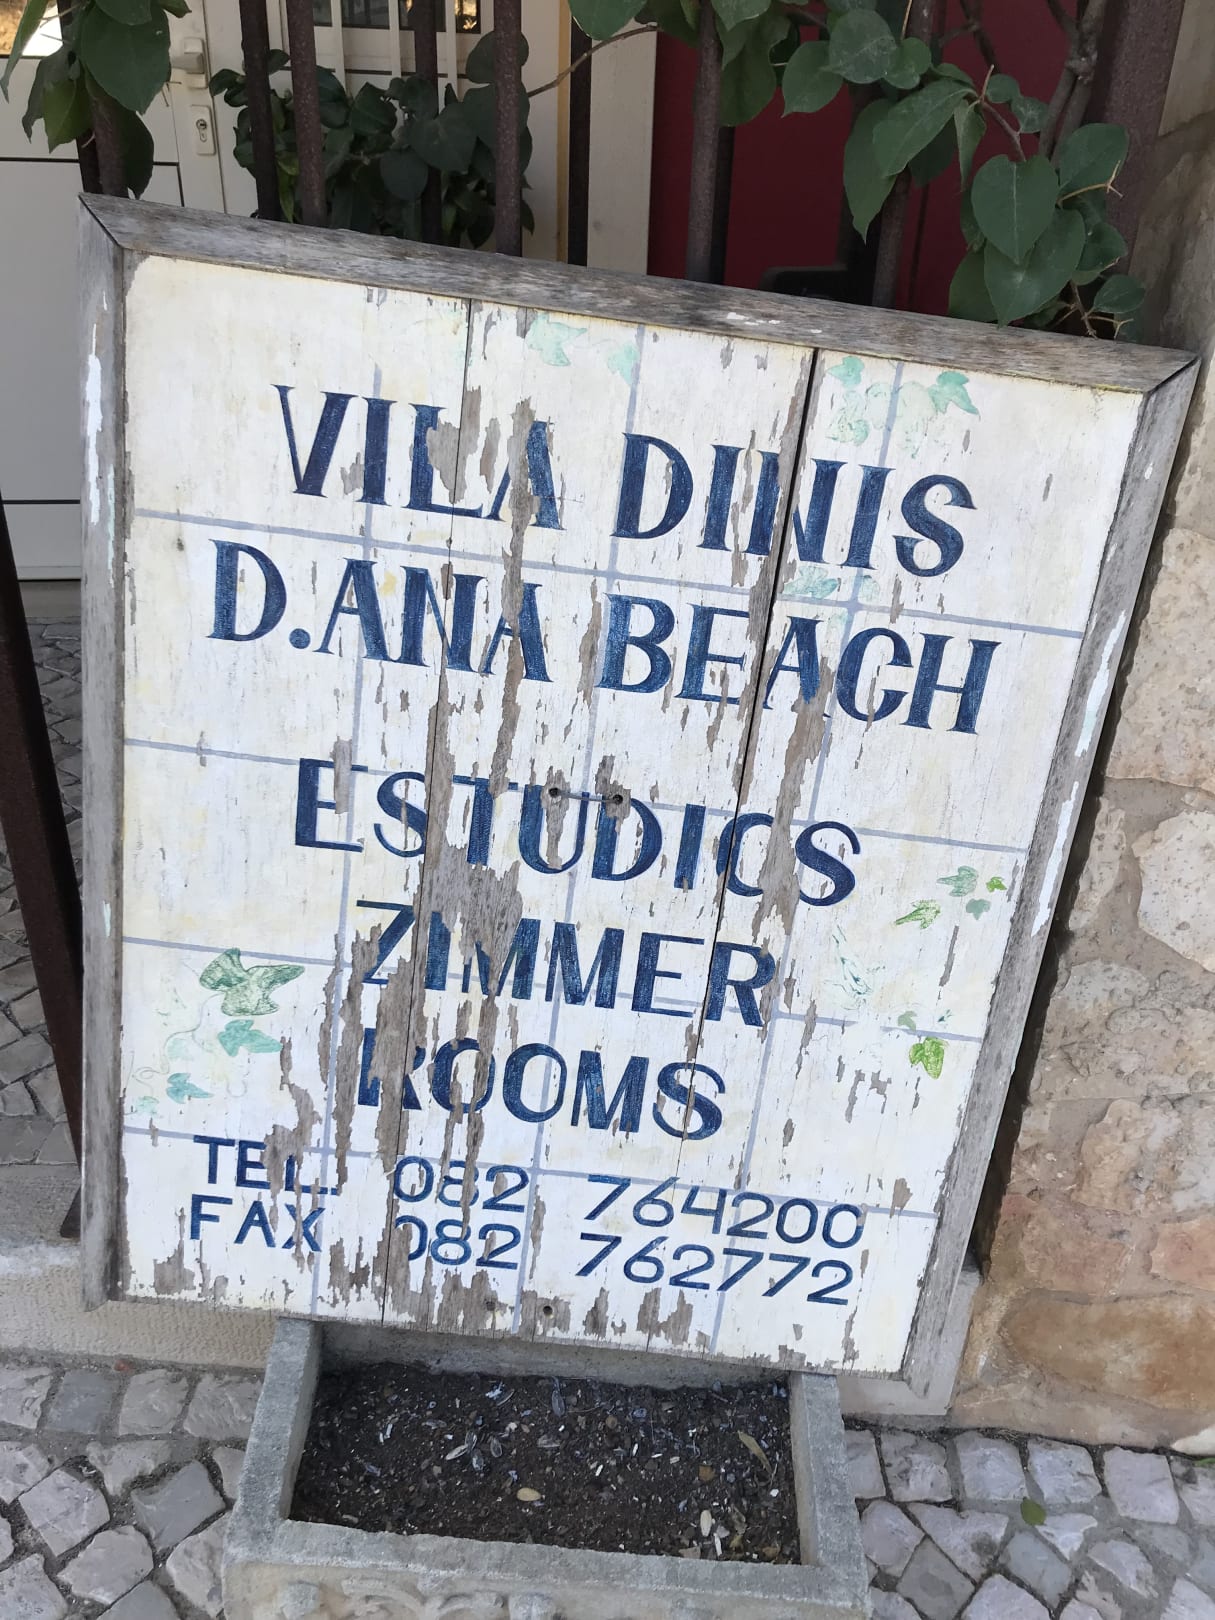 VILA DINIS
D.ANA BEACH
ESTUDIOS
ZIMMER
ROOMS
TEL. 082 764200
FAX 082 762772